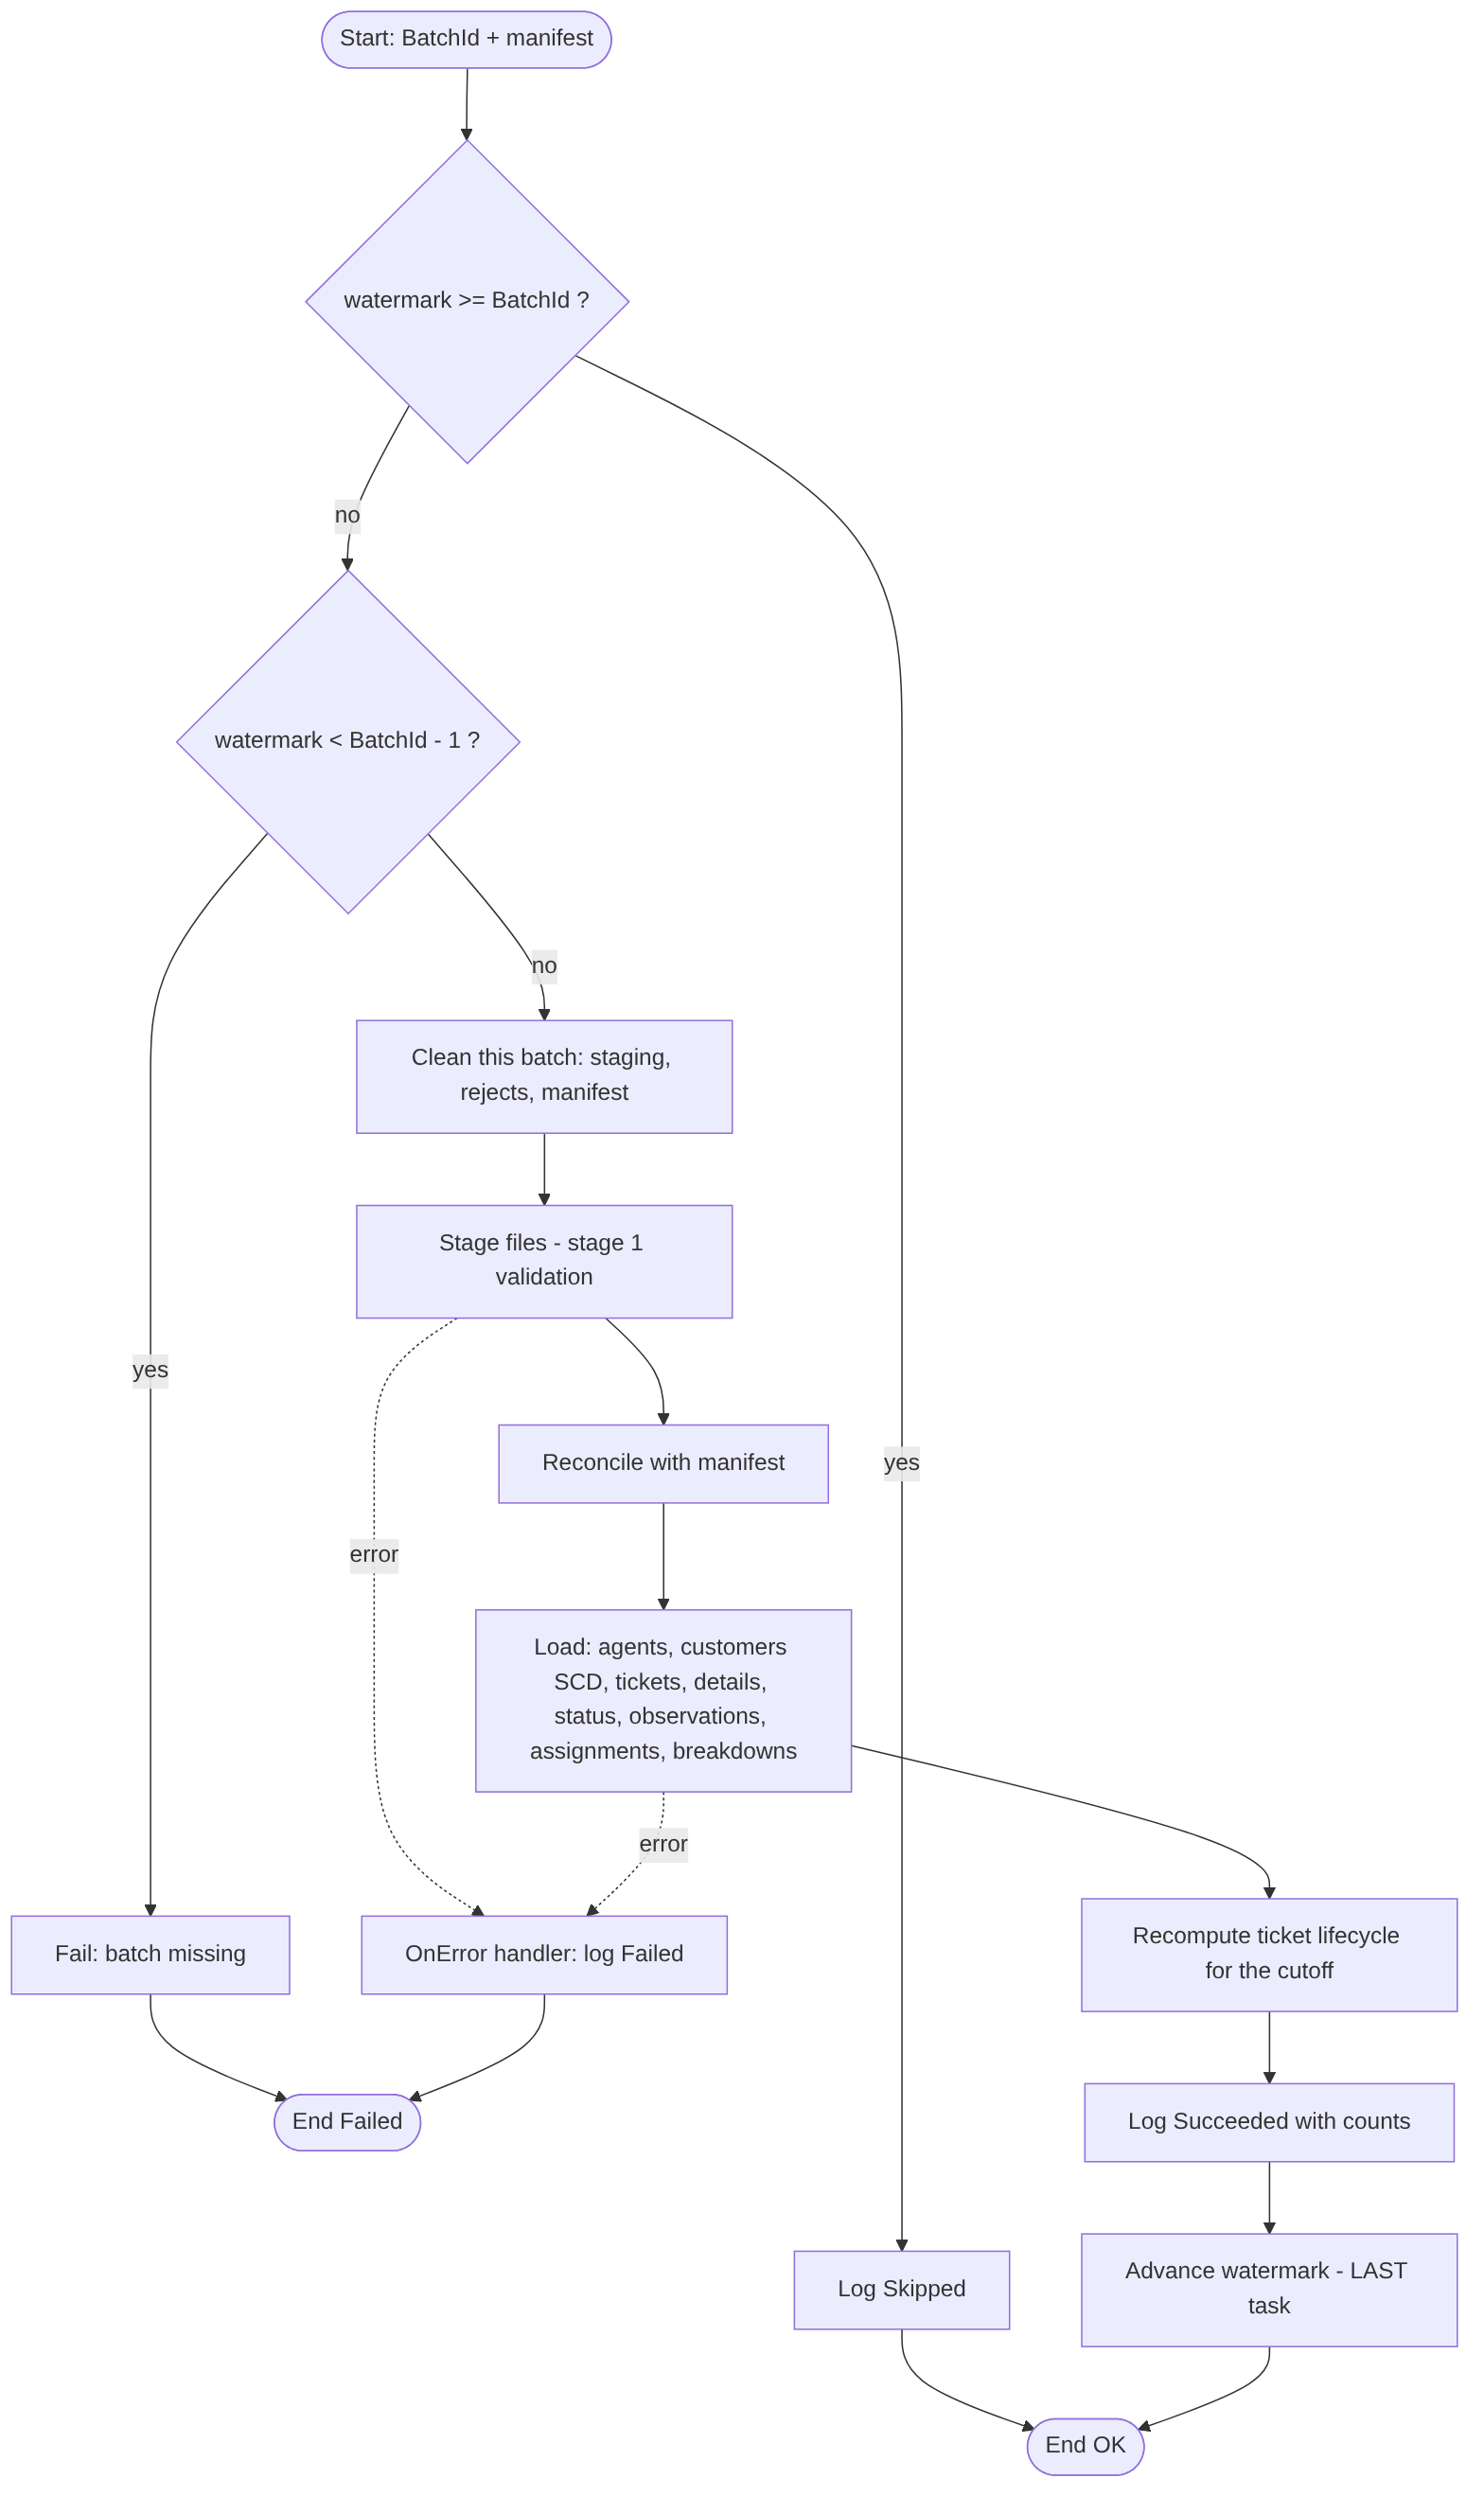 Start: BatchId + manifest
watermark >= BatchId ?
no
watermark < BatchId - 1 ?
no
Clean this batch: staging,
rejects, manifest
Stage files - stage 1
validation
yes
Reconcile with manifest
yes
error
Load: agents, customers
SCD, tickets, details,
status, observations,
assignments, breakdowns
error
Fail: batch missing
OnError handler: log Failed
Recompute ticket lifecycle
for the cutoff
End Failed
Log Succeeded with counts
Log Skipped
Advance watermark - LAST
task
End OK